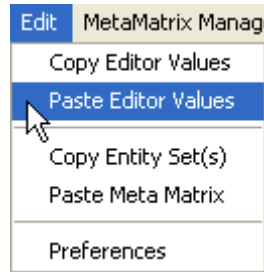 Edit MetaMatrix Manag
Copy Editor Values
Paste Editor Values
Copy Entity Set(s)
Paste Meta Matrix
Preferences